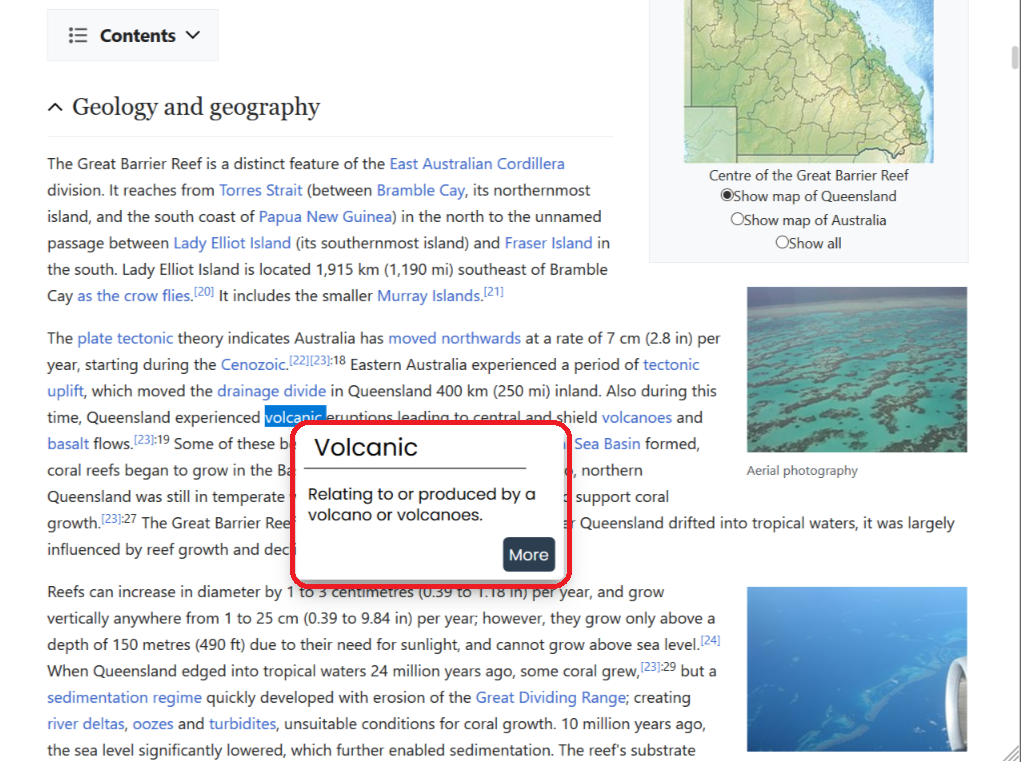 Contents
Geology and geography
The Great Barrier Reef is a distinct feature of the East Australian Cordillera
division. It reaches from Torres Strait (between Bramble Cay, its northernmost
island, and the south coast of Papua New Guinea) in the north to the unnamed
passage between Lady Elliot Island (its southernmost island) and Fraser Island in
the south. Lady Elliot Island is located 1,915 km (1,190 mi) southeast of Bramble
Cay as the crow flies.[20] It includes the smaller Murray Islands.[21]
Centre of the Great Barrier Reef
Show map of Queensland
Show map of Australia
Show all
The plate tectonic theory indicates Australia has moved northwards at a rate of 7 cm (2.8 in) per
year, starting during the Cenozoic.[22][23]:18 Eastern Australia experienced a period of tectonic
uplift, which moved the drainage divide in Queensland 400 km (250 mi) inland. Also during this
time, Queensland experienced volcanic eruptions leading to central and shield volcanoes and
basalt flows.[23]:19 Some of these Sea Basin formed,
coral reefs began to grow in the northern
Queensland was still in temperate support coral
growth.[23]:27 The Great Barrier Queensland drifted into tropical waters, it was largely
influenced by reef growth and
Volcanic
Relating to or produced by a
volcano or volcanoes.
More
Aerial photography
Reefs can increase in diameter by 1 to 3 centimetres (0.39 to 1.18 in) per year, and grow
vertically anywhere from 1 to 25 cm (0.39 to 9.84 in) per year; however, they grow only above a
depth of 150 metres (490 ft) due to their need for sunlight, and cannot grow above sea level.[24]
When Queensland edged into tropical waters 24 million years ago, some coral grew,[23]:29 but a
sedimentation regime quickly developed with erosion of the Great Dividing Range; creating
river deltas, oozes and turbidites, unsuitable conditions for coral growth. 10 million years ago,
the sea level significantly lowered, which further enabled sedimentation. The reef's substrate